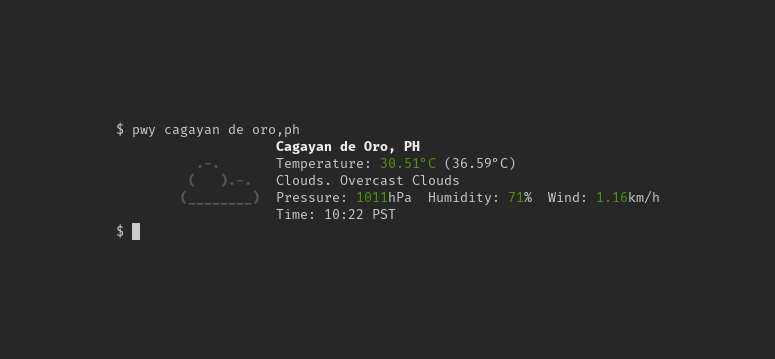 $ pwy cagayan de oro,ph
Cagayan de Oro, PH
Temperature: 30.51°C (36.59°C)
Clouds. Overcast Clouds
Pressure: 1011hPa  Humidity: 71%  Wind: 1.16km/h
Time: 10:22 PST
$